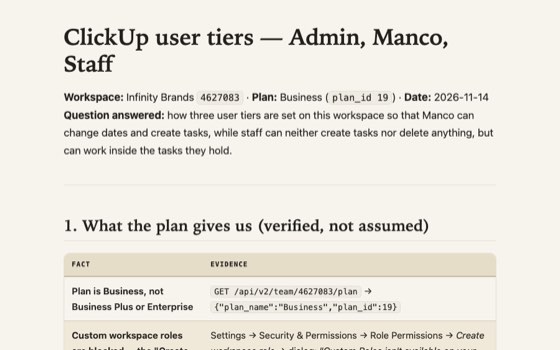 ClickUp user tiers — Admin, Manco,
Staff
Workspace: Infinity Brands 4627083 · Plan: Business ( plan_id 19 ) · Date: 2026-11-14
Question answered: how three user tiers are set on this workspace so that Manco can
change dates and create tasks, while staff can neither create tasks nor delete anything, but
can work inside the tasks they hold.
1. What the plan gives us (verified, not assumed)
FACT EVIDENCE
Plan is Business, not GET /api/v2/team/4627083/plan →
Business Plus or Enterprise {"plan_name":"Business","plan_id":19}
Custom workspace roles Settings → Security & Permissions → Role Permissions → Create